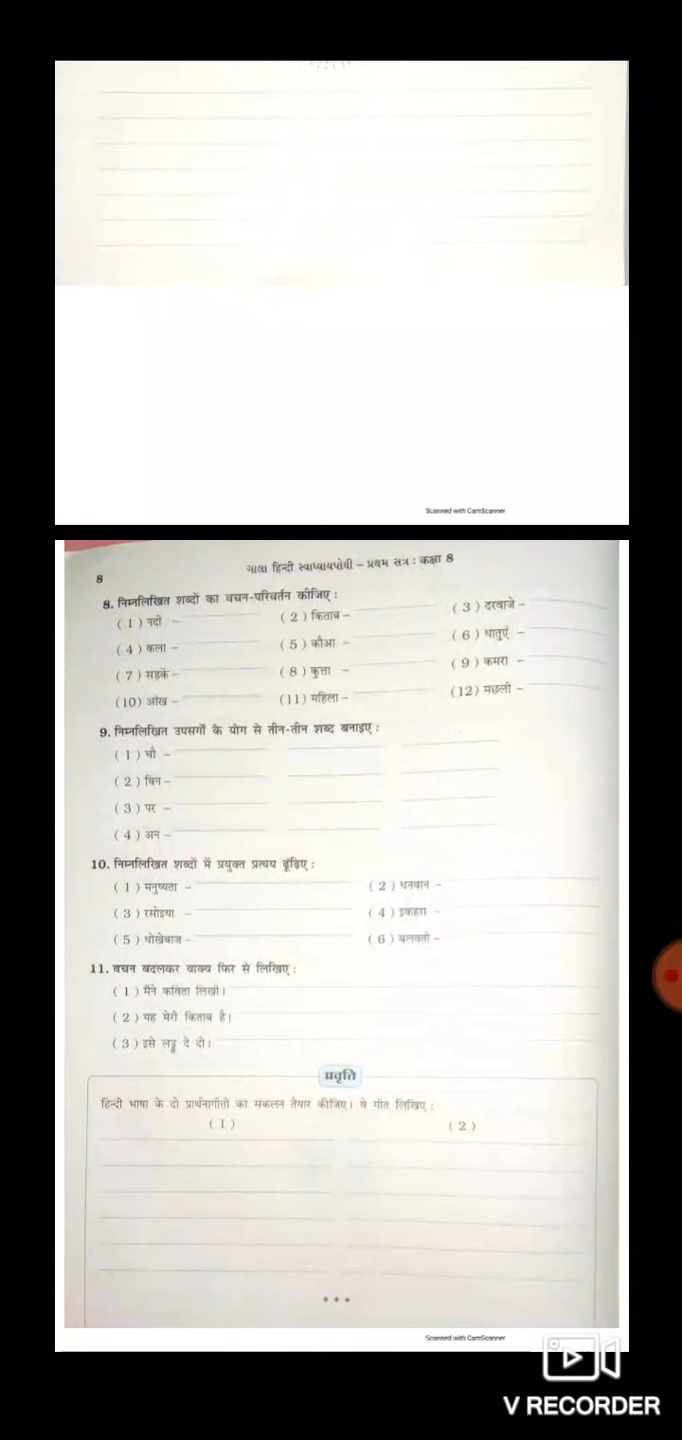 Scanned with CamScanner
8
गाला हिन्दी स्वाध्यायपोथी – प्रथम सत्र : कक्षा 8
8. निम्नलिखित शब्दों का वचन-परिवर्तन कीजिए :
( 1 ) नदी – ( 2 ) किताब – ( 3 ) दरवाजे –
( 4 ) कला – ( 5 ) कौआ – ( 6 ) धातुएँ –
( 7 ) सड़कें – ( 8 ) कुत्ता – ( 9 ) कमरा –
(10) आँख – (11) महिला – (12) मछली –
9. निम्नलिखित उपसर्गों के योग से तीन-तीन शब्द बनाइए :
( 1 ) चौ –
( 2 ) बिन –
( 3 ) पर –
( 4 ) अन –
10. निम्नलिखित शब्दों में प्रयुक्त प्रत्यय ढूँढ़िए :
( 1 ) मनुष्यता – ( 2 ) धनवान –
( 3 ) रसोइया – ( 4 ) इकहरा –
( 5 ) धोखेबाज – ( 6 ) बलवती –
11. वचन बदलकर वाक्य फिर से लिखिए :
( 1 ) मैंने कविता लिखी।
( 2 ) यह मेरी किताब है।
( 3 ) इसे लड्डू दे दो।
प्रवृत्ति
हिन्दी भाषा के दो प्रार्थनागीतों का संकलन तैयार कीजिए। वे गीत लिखिए :
( 1 ) ( 2 )
Scanned with CamScanner
V RECORDER